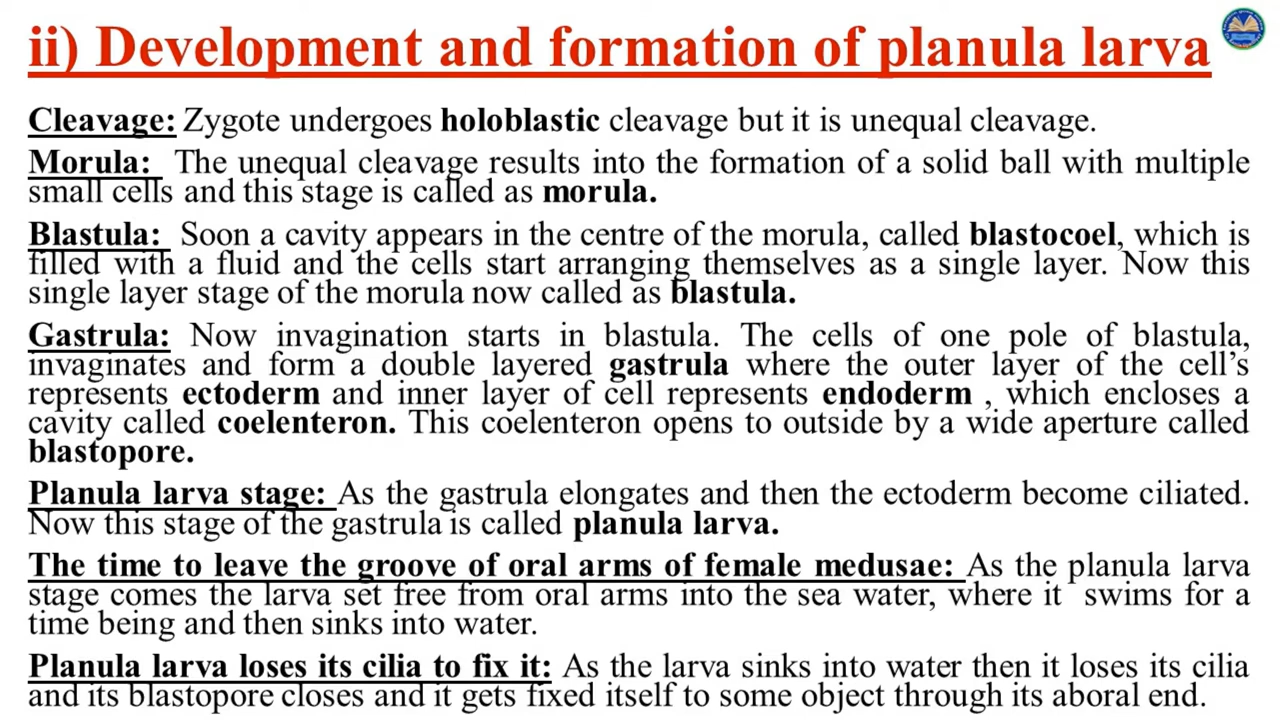 ii) Development and formation of planula larva
Cleavage: Zygote undergoes holoblastic cleavage but it is unequal cleavage.
Morula: The unequal cleavage results into the formation of a solid ball with multiple
small cells and this stage is called as morula.
Blastula: Soon a cavity appears in the centre of the morula, called blastocoel, which is
filled with a fluid and the cells start arranging themselves as a single layer. Now this
single layer stage of the morula now called as blastula.
Gastrula: Now invagination starts in blastula. The cells of one pole of blastula,
invaginates and form a double layered gastrula where the outer layer of the cell's
represents ectoderm and inner layer of cell represents endoderm , which encloses a
cavity called coelenteron. This coelenteron opens to outside by a wide aperture called
blastopore.
Planula larva stage: As the gastrula elongates and then the ectoderm become ciliated.
Now this stage of the gastrula is called planula larva.
The time to leave the groove of oral arms of female medusae: As the planula larva
stage comes the larva set free from oral arms into the sea water, where it swims for a
time being and then sinks into water.
Planula larva loses its cilia to fix it: As the larva sinks into water then it loses its cilia
and its blastopore closes and it gets fixed itself to some object through its aboral end.